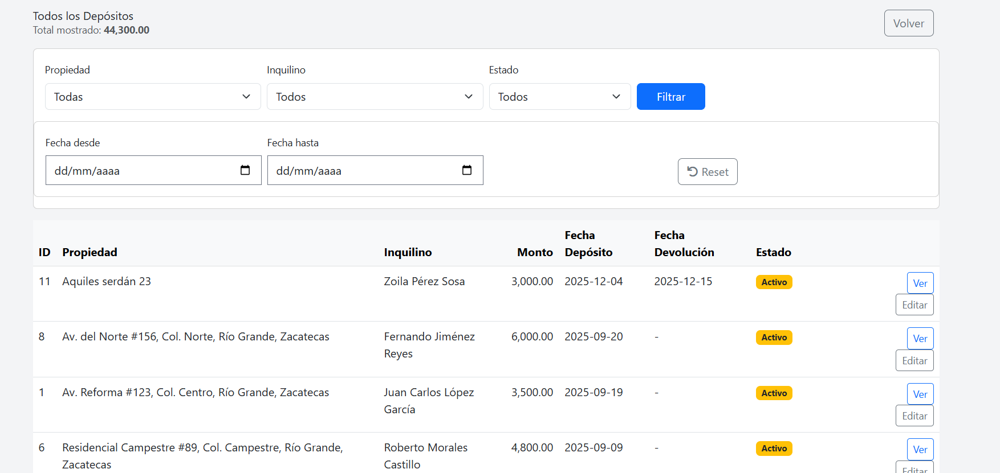 Todos los Depósitos
Total mostrado: 44,300.00
Volver
Propiedad Inquilino Estado
Todas Todos Todos Filtrar
Fecha desde Fecha hasta
dd/mm/aaaa dd/mm/aaaa Reset
ID Propiedad Inquilino Monto Fecha Depósito Fecha Devolución Estado
11 Aquiles serdán 23 Zoila Pérez Sosa 3,000.00 2025-12-04 2025-12-15 Activo Ver
Editar
8 Av. del Norte #156, Col. Norte, Río Grande, Zacatecas Fernando Jiménez 6,000.00 2025-09-20 - Activo Ver
Reyes Editar
1 Av. Reforma #123, Col. Centro, Río Grande, Zacatecas Juan Carlos López 3,500.00 2025-09-19 - Activo Ver
García Editar
6 Residencial Campestre #89, Col. Campestre, Río Grande, Roberto Morales 4,800.00 2025-09-09 - Activo Ver
Zacatecas Castillo Editar